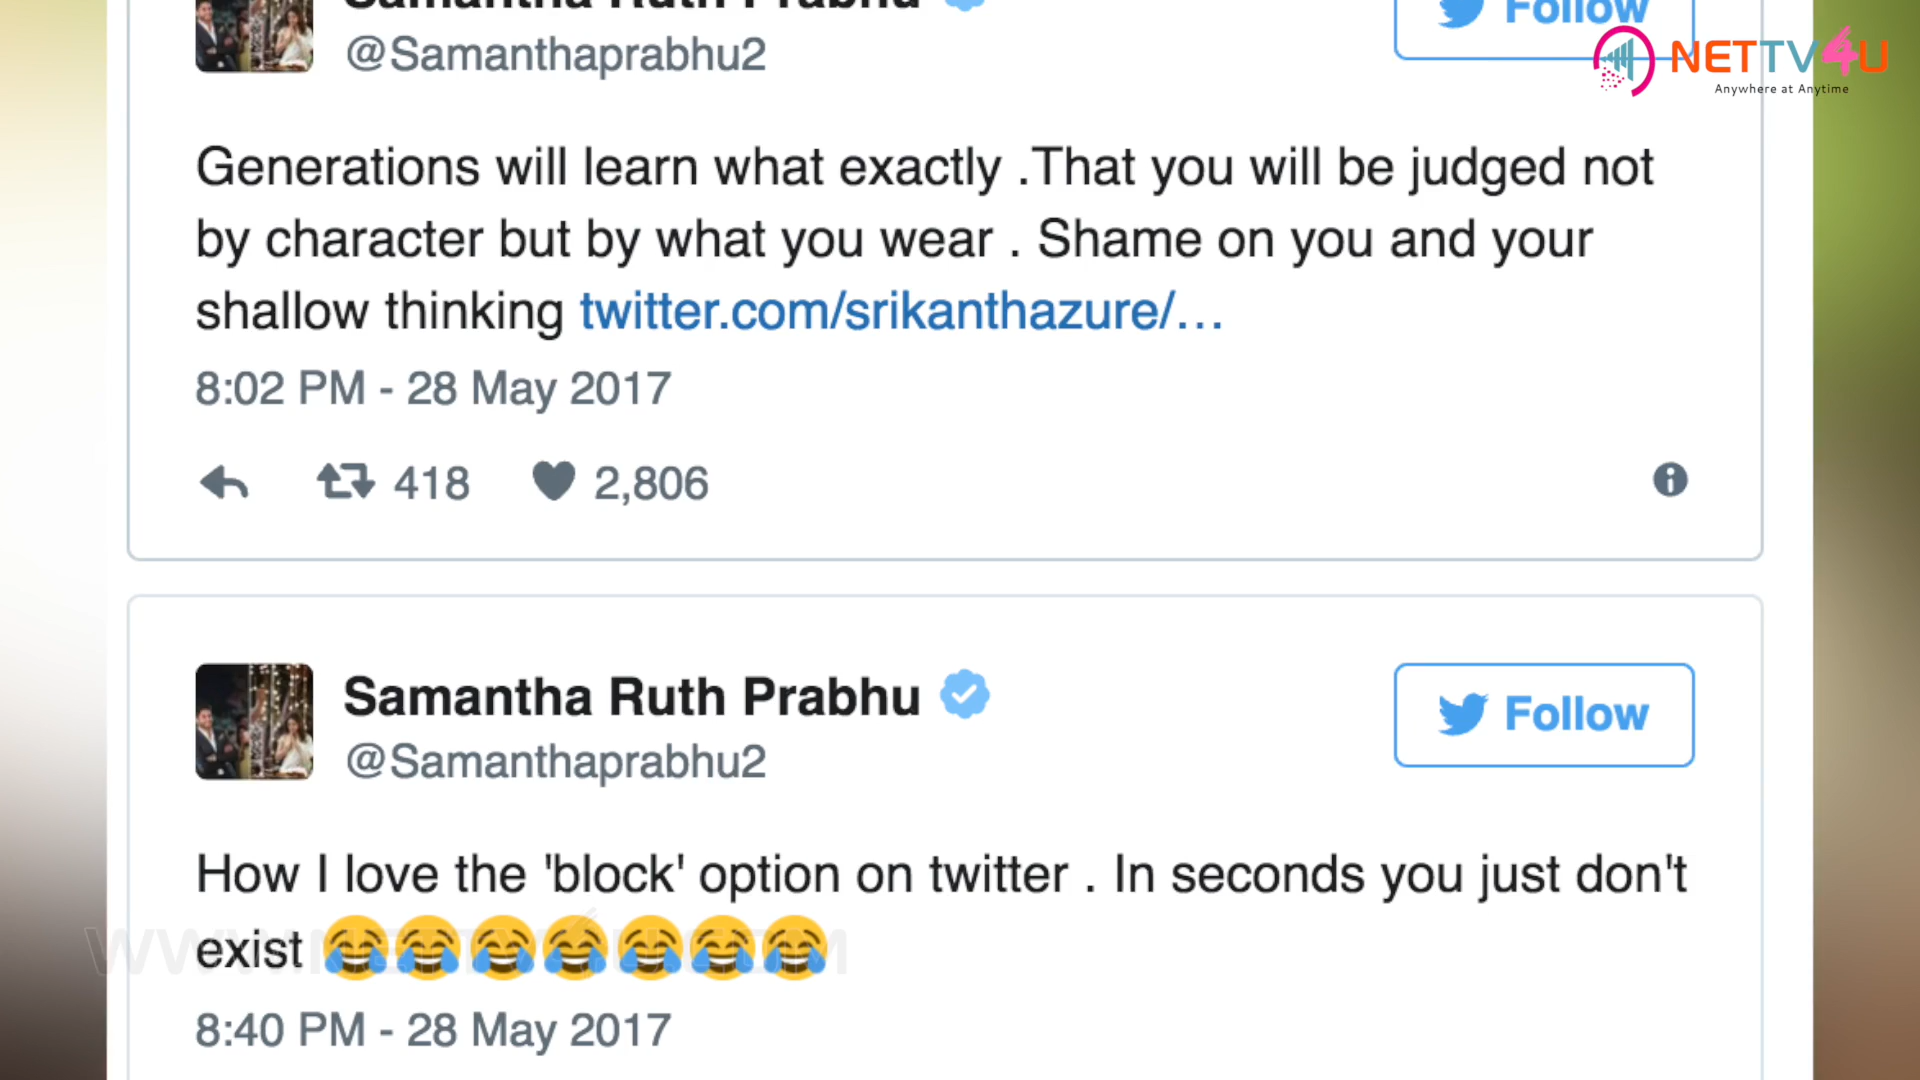 Samantha Ruth Prabhu
Follow
@Samanthaprabhu2
NETTV4U
Anywhere at Anytime
Generations will learn what exactly .That you will be judged not
by character but by what you wear . Shame on you and your
shallow thinking twitter.com/srikanthazure/…
8:02 PM - 28 May 2017
418 2,806
Samantha Ruth Prabhu
Follow
@Samanthaprabhu2
How I love the 'block' option on twitter . In seconds you just don't
exist 😂😂😂😂😂😂😂
WWW.NETTV4U.COM
8:40 PM - 28 May 2017